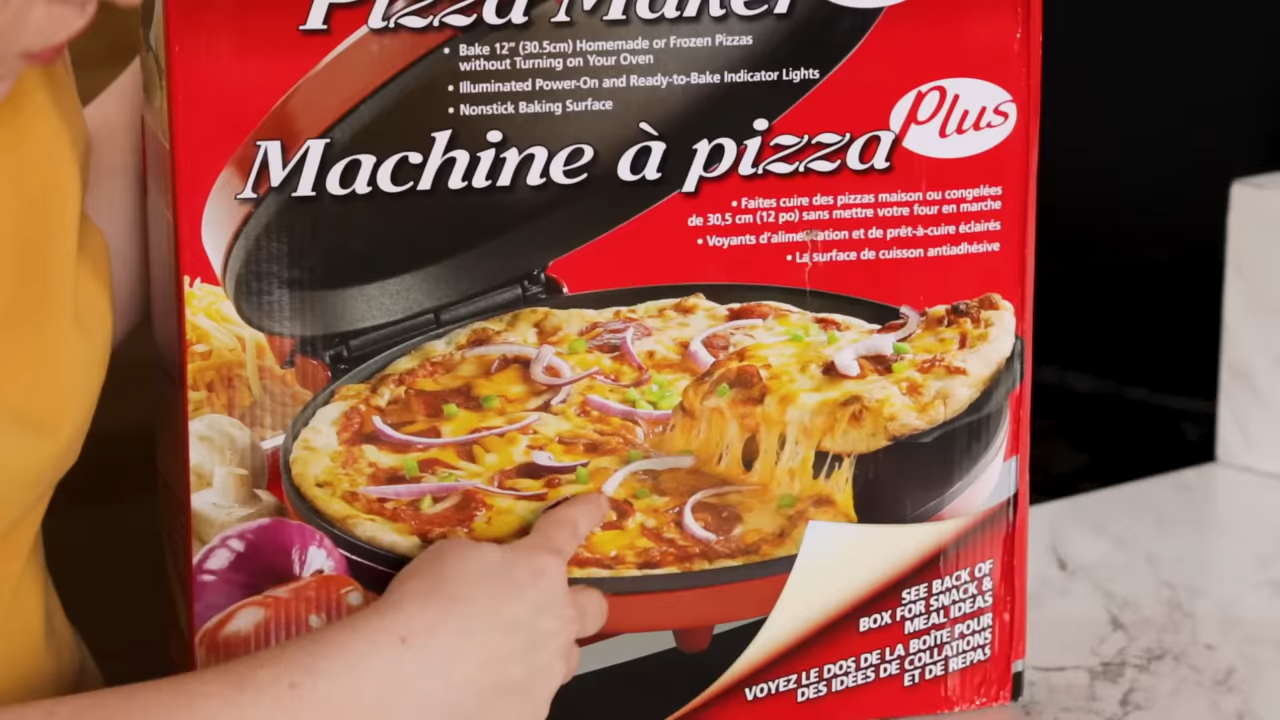 Pizza Maker
• Bake 12" (30.5cm) Homemade or Frozen Pizzas
without Turning on Your Oven
• Illuminated Power-On and Ready-to-Bake Indicator Lights
• Nonstick Baking Surface
Machine à pizza Plus
• Faites cuire des pizzas maison ou congelées
de 30,5 cm (12 po) sans mettre votre four en marche
• Voyants d'alimentation et de prêt-à-cuire éclairés
• La surface de cuisson antiadhésive
SEE BACK OF
BOX FOR SNACK &
MEAL IDEAS
VOYEZ LE DOS DE LA BOÎTE POUR
DES IDÉES DE COLLATIONS
ET DE REPAS